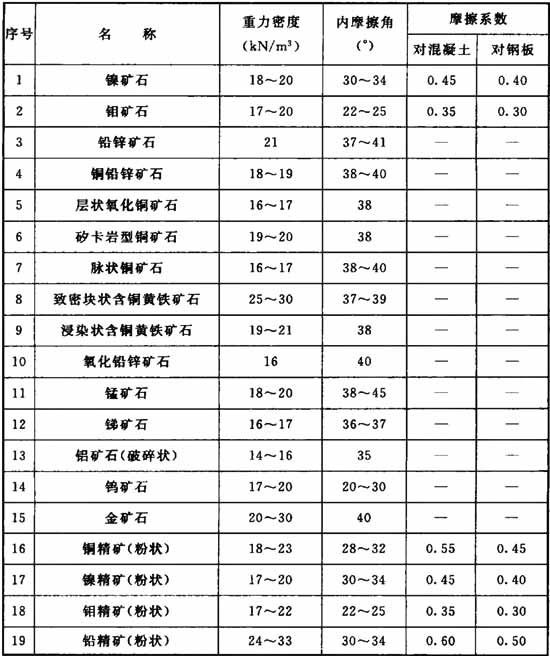 序号 名 称 重力密度 (kN/m³) 内摩擦角 (°) 摩擦系数
对混凝土 对钢板
1 镍矿石 18～20 30～34 0.45 0.40
2 钼矿石 17～20 22～25 0.35 0.30
3 铅锌矿石 21 37～41 — —
4 铜铅锌矿石 18～19 38～40 — —
5 层状氧化铜矿石 16～17 38 — —
6 矽卡岩型铜矿石 19～20 38 — —
7 脉状铜矿石 16～17 38～40 — —
8 致密块状含铜黄铁矿石 25～30 37～39 — —
9 浸染状含铜黄铁矿石 19～21 38 — —
10 氧化铅锌矿石 16 40 — —
11 锰矿石 18～20 38～45 — —
12 锑矿石 16～17 36～37 — —
13 铝矿石(破碎状) 14～16 35 — —
14 钨矿石 17～20 20～30 — —
15 金矿石 20～30 40 — —
16 铜精矿(粉状) 18～23 28～32 0.55 0.45
17 镍精矿(粉状) 17～20 30～34 0.45 0.40
18 钼精矿(粉状) 17～22 22～25 0.35 0.30
19 铅精矿(粉状) 24～33 30～34 0.60 0.50